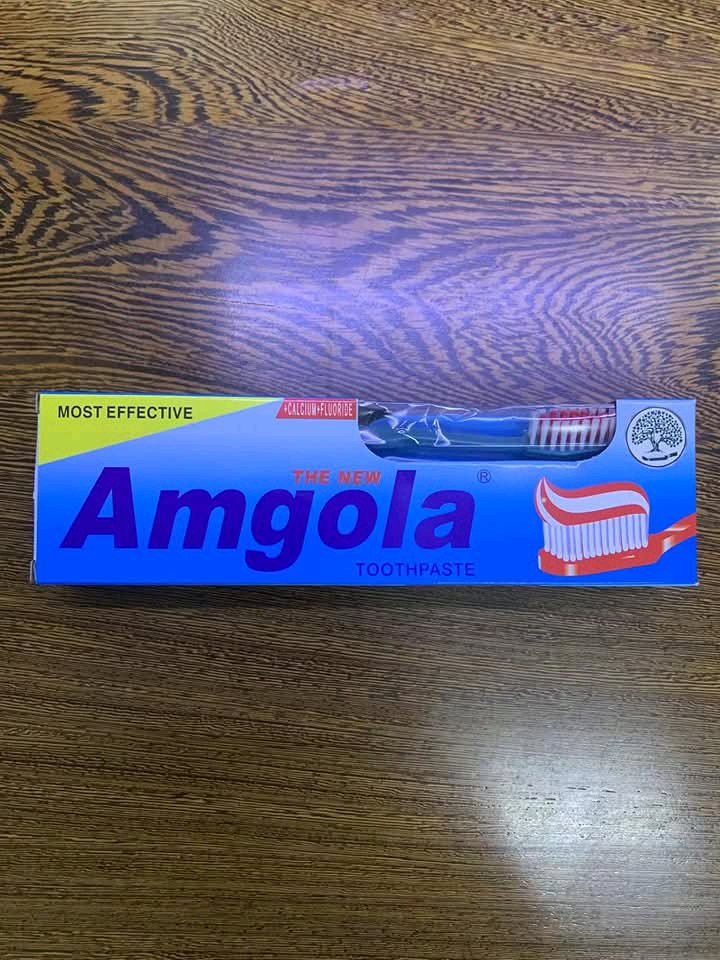 MOST EFFECTIVE
+CALCIUM+FLUORIDE
THE NEW
Amgola®
TOOTHPASTE